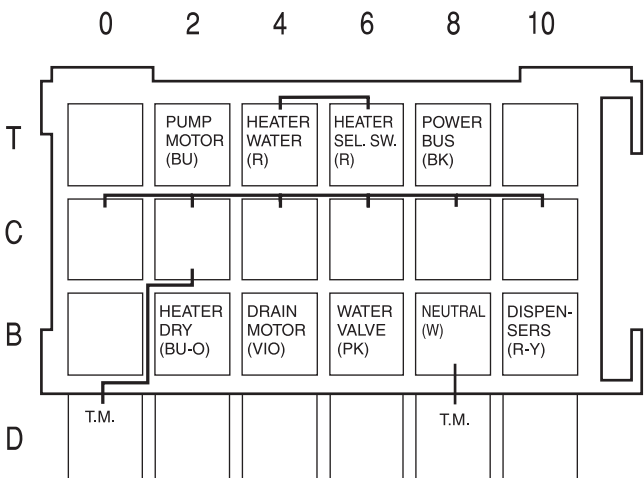 0 2 4 6 8 10
T
PUMP
MOTOR
(BU)
HEATER
WATER
(R)
HEATER
SEL. SW.
(R)
POWER
BUS
(BK)
C
B
HEATER
DRY
(BU-O)
DRAIN
MOTOR
(VIO)
WATER
VALVE
(PK)
NEUTRAL
(W)
DISPEN-
SERS
(R-Y)
D
T.M.
T.M.